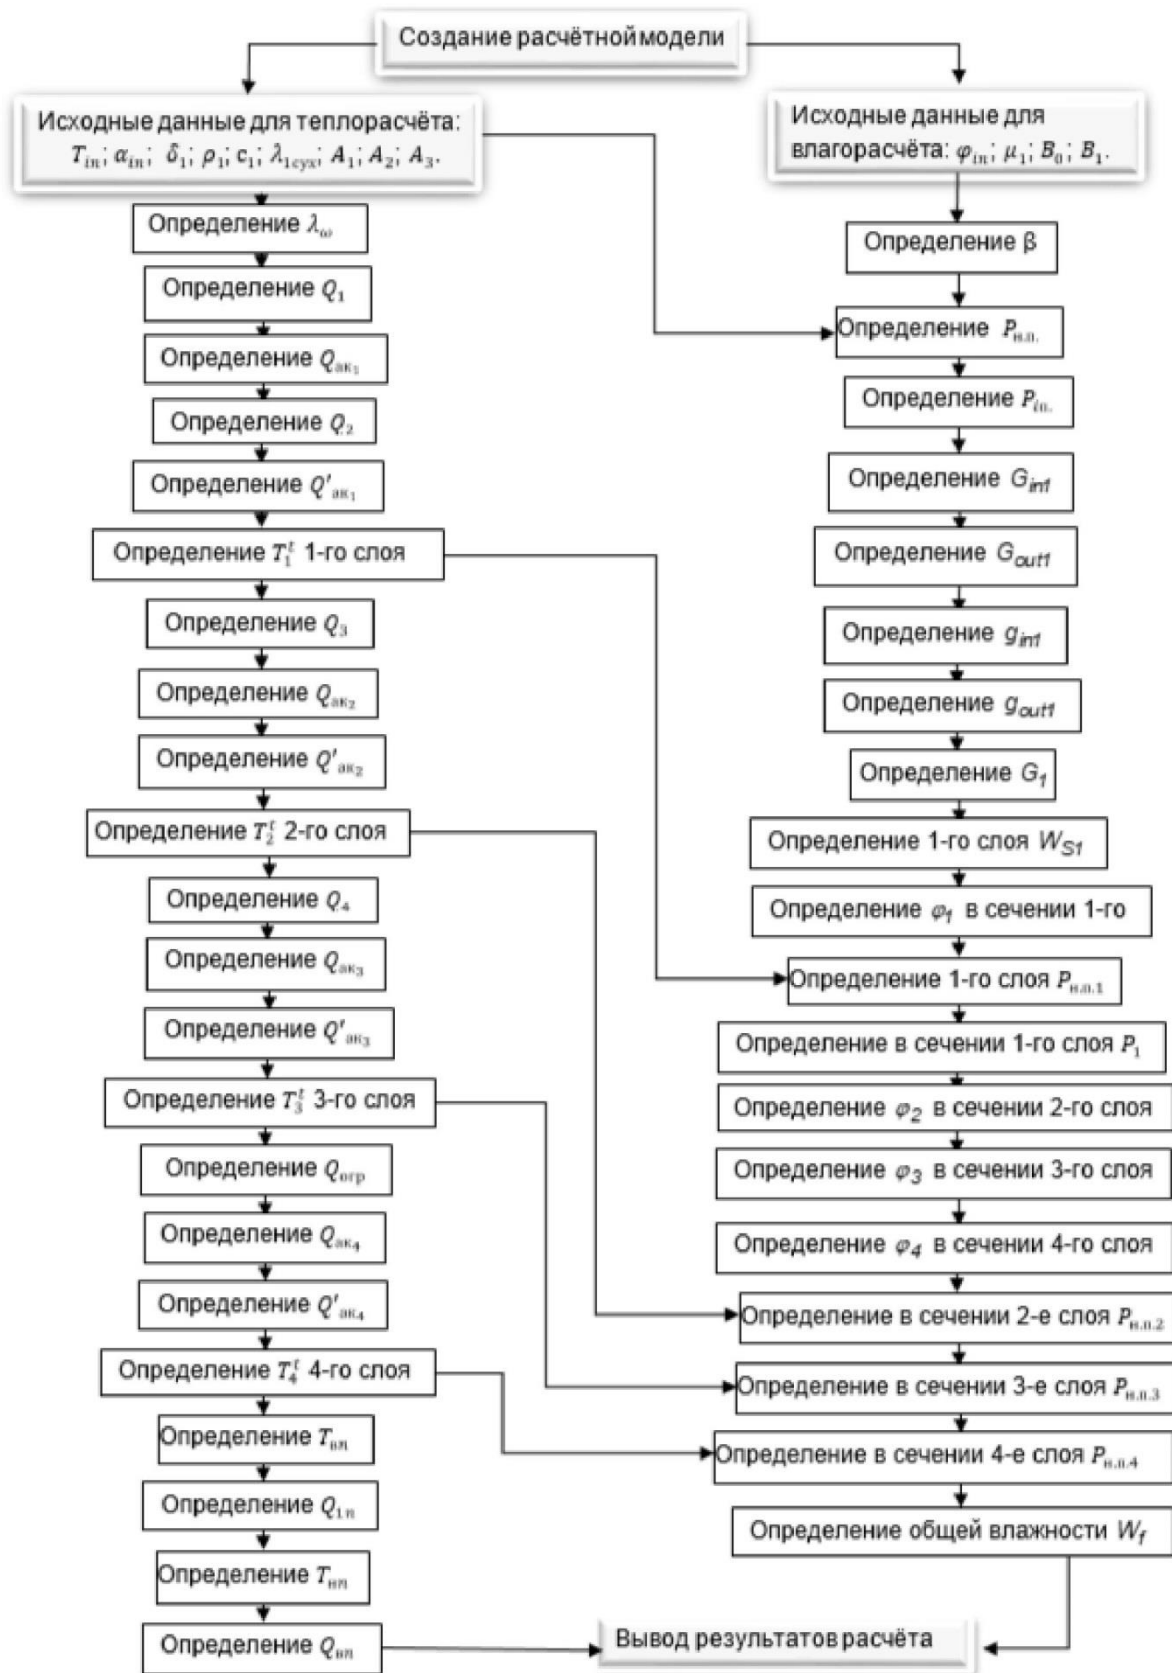 Создание расчётной модели
Исходные данные для теплорасчёта:
T_in; α_in; δ_1; ρ_1; c_1; λ_1сух; A_1; A_2; A_3.
Определение λ_ω
Определение Q_1
Определение Q_ак₁
Определение Q_2
Определение Q'_ак₁
Определение T_1^t 1-го слоя
Определение Q_3
Определение Q_ак₂
Определение Q'_ак₂
Определение T_2^t 2-го слоя
Определение Q_4
Определение Q_ак₃
Определение Q'_ак₃
Определение T_3^t 3-го слоя
Определение Q_огр
Определение Q_ак₄
Определение Q'_ак₄
Определение T_4^t 4-го слоя
Определение T_вп
Определение Q_1п
Определение T_нп
Определение Q_вп
Исходные данные для
влагорасчёта: φ_in; μ_1; B_0; B_1.
Определение β
Определение P_н.п.
Определение P_in.
Определение G_in1
Определение G_out1
Определение g_in1
Определение g_out1
Определение G_1
Определение 1-го слоя W_S1
Определение φ_1 в сечении 1-го
Определение 1-го слоя P_н.п.1
Определение в сечении 1-го слоя P_1
Определение φ_2 в сечении 2-го слоя
Определение φ_3 в сечении 3-го слоя
Определение φ_4 в сечении 4-го слоя
Определение в сечении 2-е слоя P_н.п.2
Определение в сечении 3-е слоя P_н.п.3
Определение в сечении 4-е слоя P_н.п.4
Определение общей влажности W_f
Вывод результатов расчёта